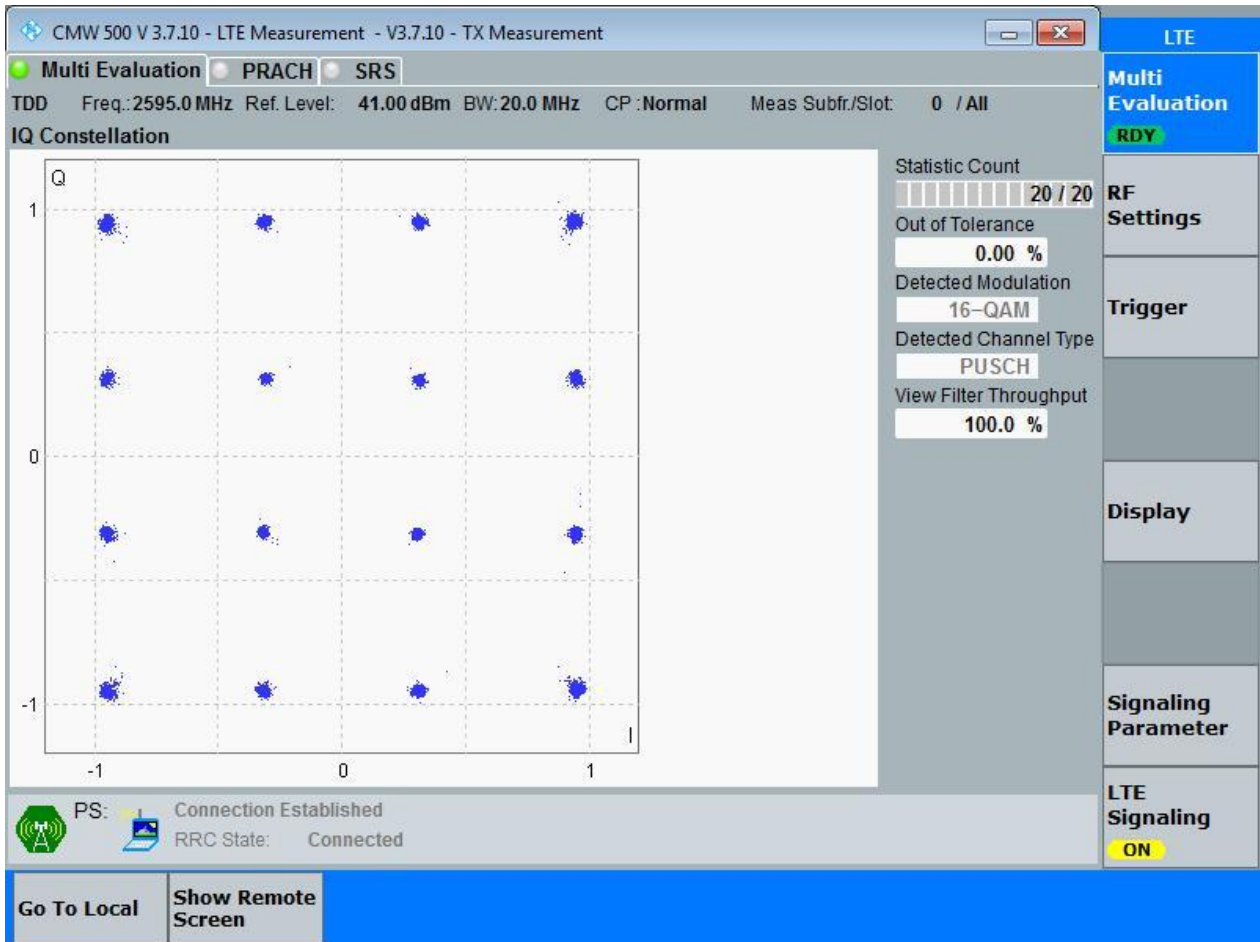 CMW 500 V 3.7.10 - LTE Measurement - V3.7.10 - TX Measurement
LTE
Multi Evaluation PRACH SRS
TDD Freq.: 2595.0 MHz Ref. Level: 41.00 dBm BW: 20.0 MHz CP : Normal Meas Subfr./Slot: 0 / All
IQ Constellation
Q
1
0
-1
-1 0 1
I
Statistic Count
20 / 20
Out of Tolerance
0.00 %
Detected Modulation
16-QAM
Detected Channel Type
PUSCH
View Filter Throughput
100.0 %
Multi
Evaluation
RDY
RF
Settings
Trigger
Display
Signaling
Parameter
LTE
Signaling
ON
PS: Connection Established
RRC State: Connected
Go To Local
Show Remote
Screen